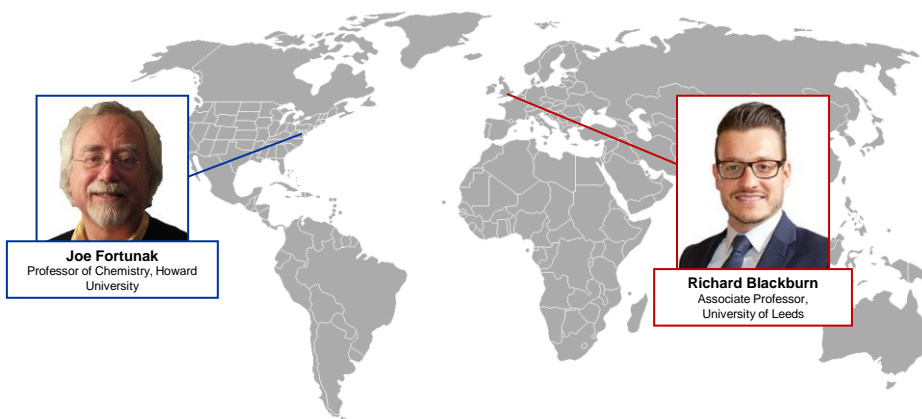 Joe Fortunak
Professor of Chemistry, Howard
University
Richard Blackburn
Associate Professor,
University of Leeds